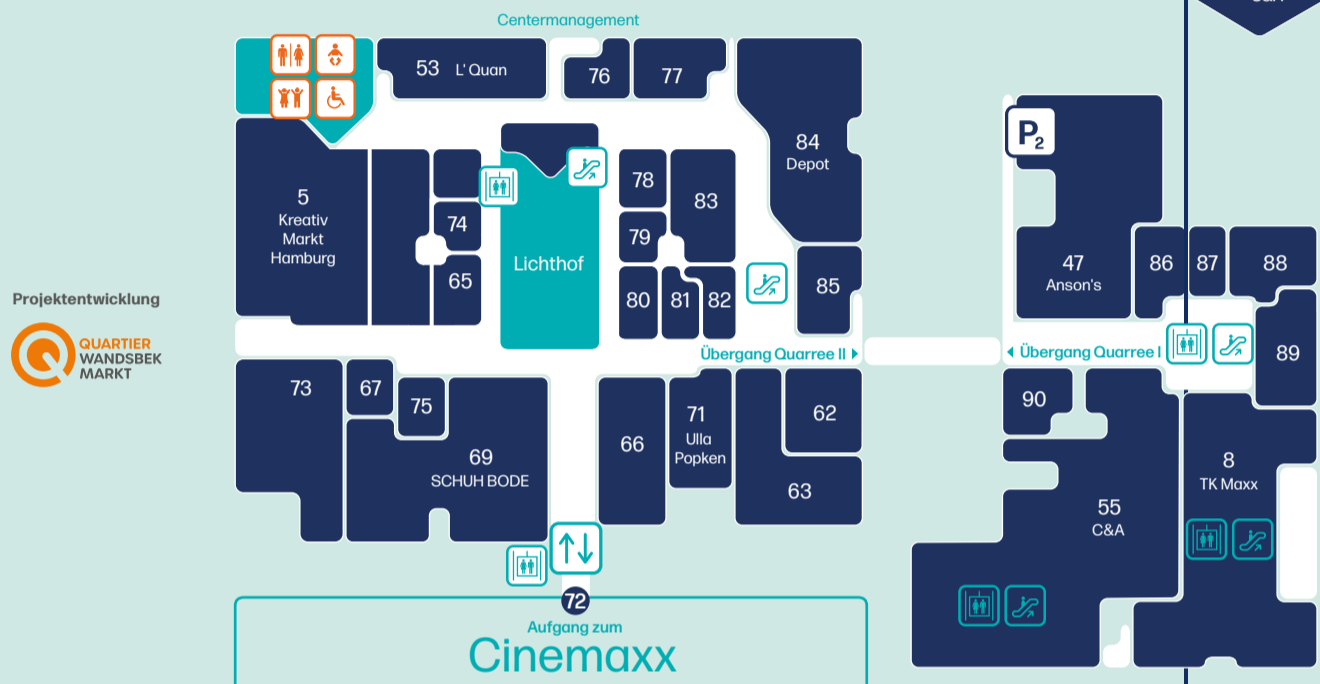 Centermanagement
53 L' Quan
76
77
84
Depot
P2
5
Kreativ
Markt
Hamburg
74
65
Lichthof
78
79
83
80
81
82
85
47
Anson's
86
87
88
89
Projektentwicklung
QUARTIER
WANDSBEK
MARKT
Übergang Quarree II
Übergang Quarree I
73
67
75
69
SCHUH BODE
66
71
Ulla
Popken
62
63
90
55
C&A
8
TK Maxx
72
Aufgang zum
Cinemaxx